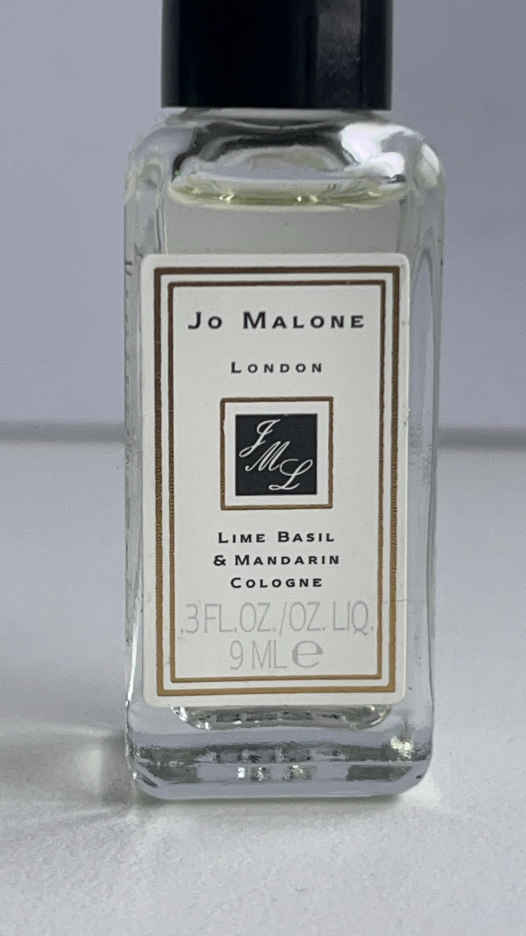 Jo Malone
London
JML
Lime Basil
& Mandarin
Cologne
.3 FL.OZ./OZ. LIQ.
9 ML ℮